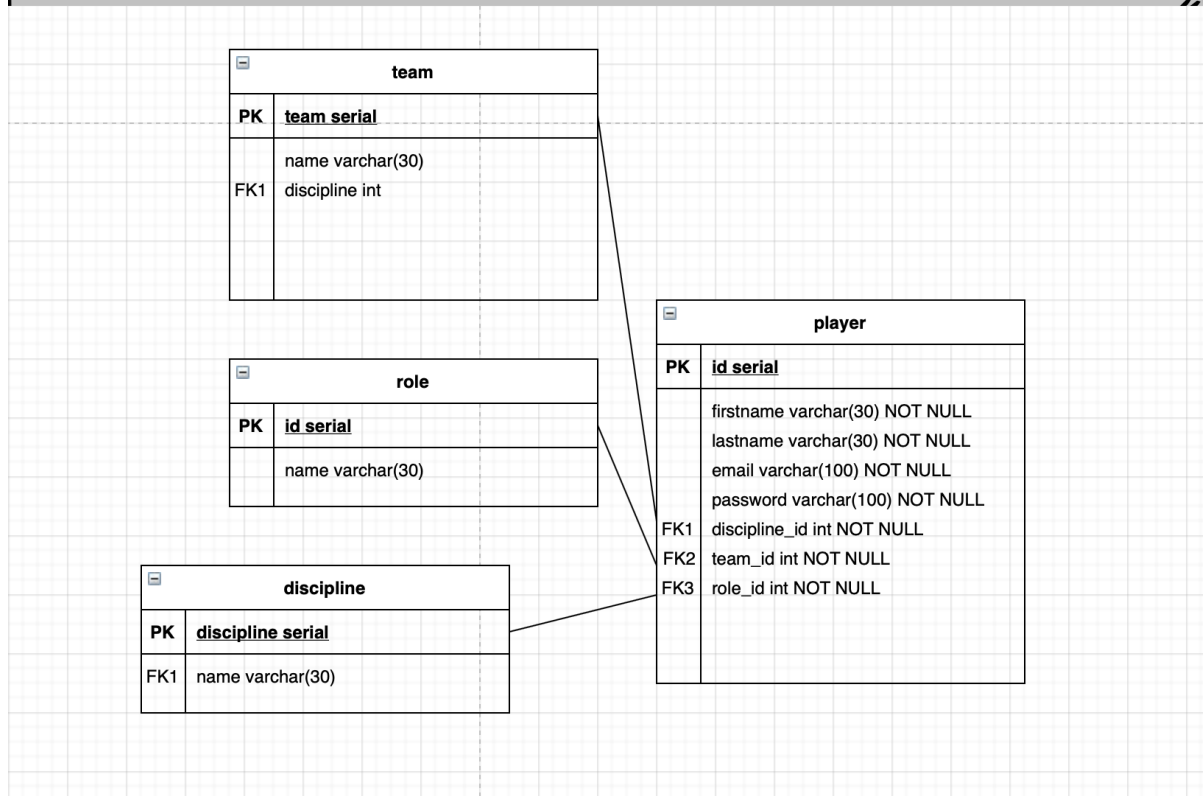 team
PK team serial
name varchar(30)
FK1 discipline int
role
PK id serial
name varchar(30)
discipline
PK discipline serial
FK1 name varchar(30)
player
PK id serial
firstname varchar(30) NOT NULL
lastname varchar(30) NOT NULL
email varchar(100) NOT NULL
password varchar(100) NOT NULL
FK1 discipline_id int NOT NULL
FK2 team_id int NOT NULL
FK3 role_id int NOT NULL